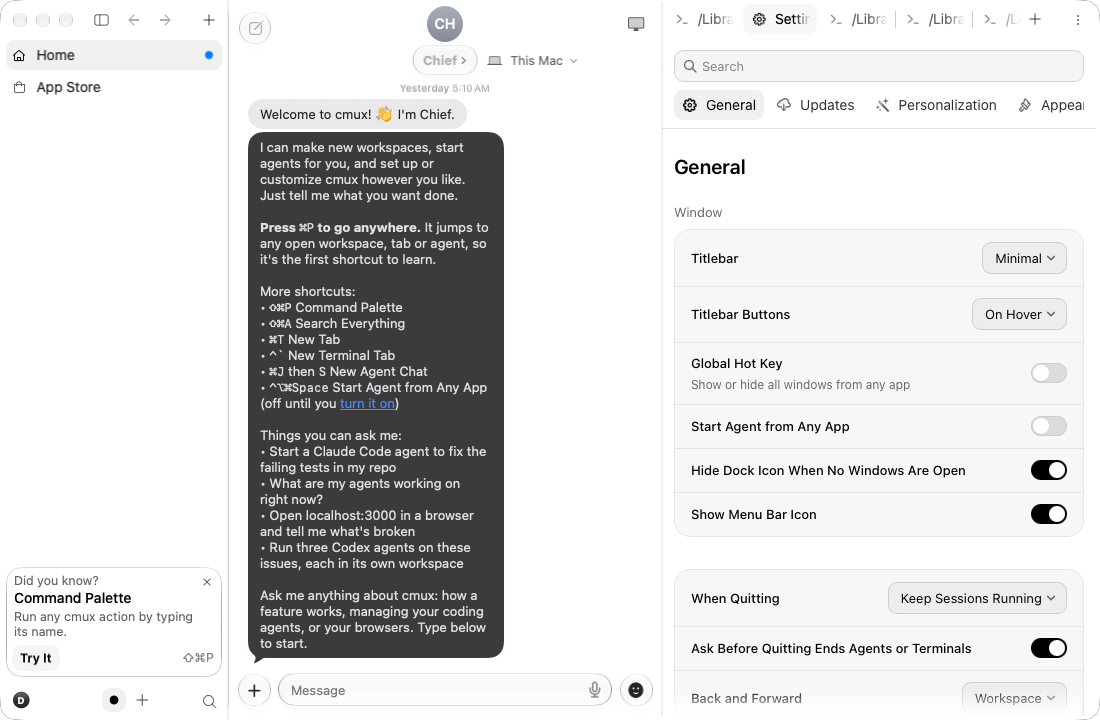 Home
App Store
Did you know?
Command Palette
Run any cmux action by typing
its name.
Try It
⇧⌘P
D
CH
Chief ›
This Mac
Yesterday 5:10 AM
Welcome to cmux! 👋 I'm Chief.
I can make new workspaces, start
agents for you, and set up or
customize cmux however you like.
Just tell me what you want done.
Press ⌘P to go anywhere. It jumps to
any open workspace, tab or agent, so
it's the first shortcut to learn.
More shortcuts:
• ⇧⌘P Command Palette
• ⇧⌘A Search Everything
• ⌘T New Tab
• ^` New Terminal Tab
• ⌘J then S New Agent Chat
• ^⌥⌘Space Start Agent from Any App
(off until you turn it on)
Things you can ask me:
• Start a Claude Code agent to fix the
failing tests in my repo
• What are my agents working on
right now?
• Open localhost:3000 in a browser
and tell me what's broken
• Run three Codex agents on these
issues, each in its own workspace
Ask me anything about cmux: how a
feature works, managing your coding
agents, or your browsers. Type below
to start.
Message
/Libra
Settin
/Libra
/Libra
/Li
Search
General
Updates
Personalization
Appear
General
Window
Titlebar
Minimal
Titlebar Buttons
On Hover
Global Hot Key
Show or hide all windows from any app
Start Agent from Any App
Hide Dock Icon When No Windows Are Open
Show Menu Bar Icon
When Quitting
Keep Sessions Running
Ask Before Quitting Ends Agents or Terminals
Back and Forward
Workspace